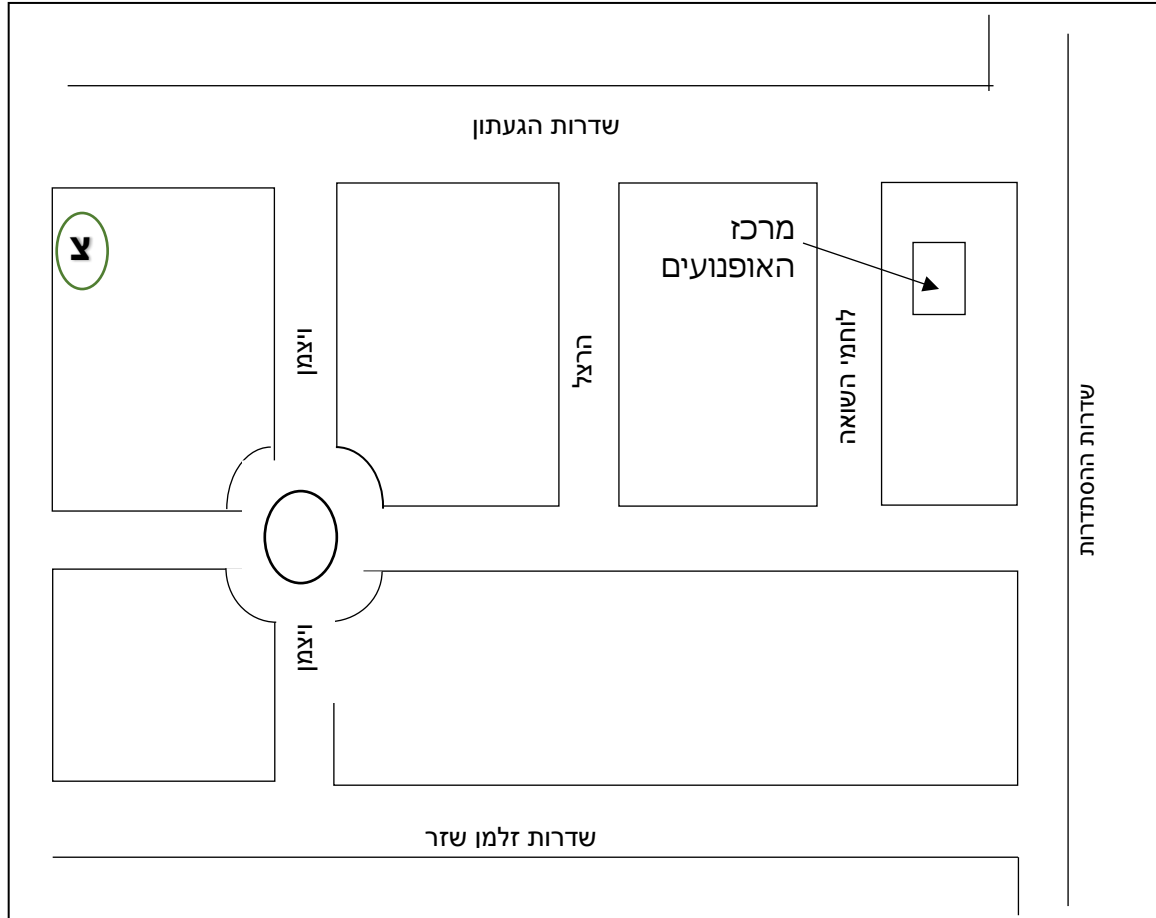 שדרות הגעתון
צ
מרכז
האופנועים
ויצמן
הרצל
לוחמי השואה
שדרות ההסתדרות
ויצמן
שדרות זלמן שזר